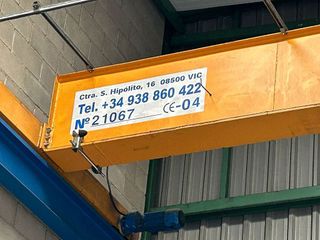 Ctra. S. Hipólito, 16 08500 VIC
Tel. +34 938 860 422
Nº 21067 CE-04